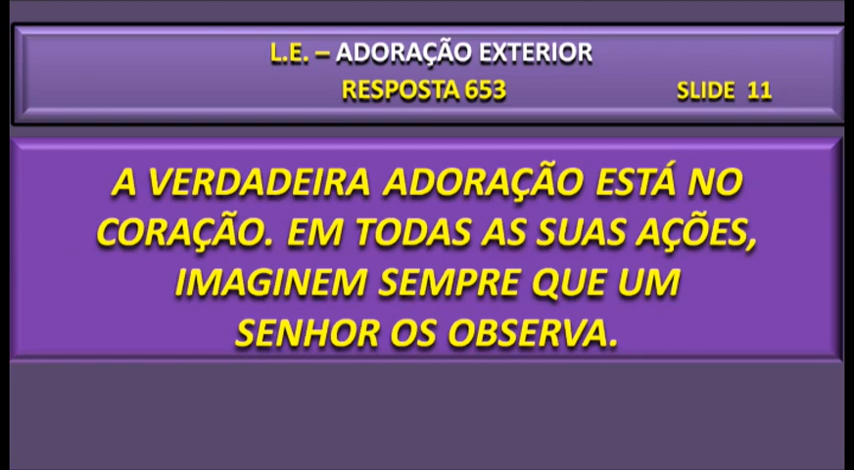 L.E. – ADORAÇÃO EXTERIOR
RESPOSTA 653
SLIDE 11
A VERDADEIRA ADORAÇÃO ESTÁ NO
CORAÇÃO. EM TODAS AS SUAS AÇÕES,
IMAGINEM SEMPRE QUE UM
SENHOR OS OBSERVA.